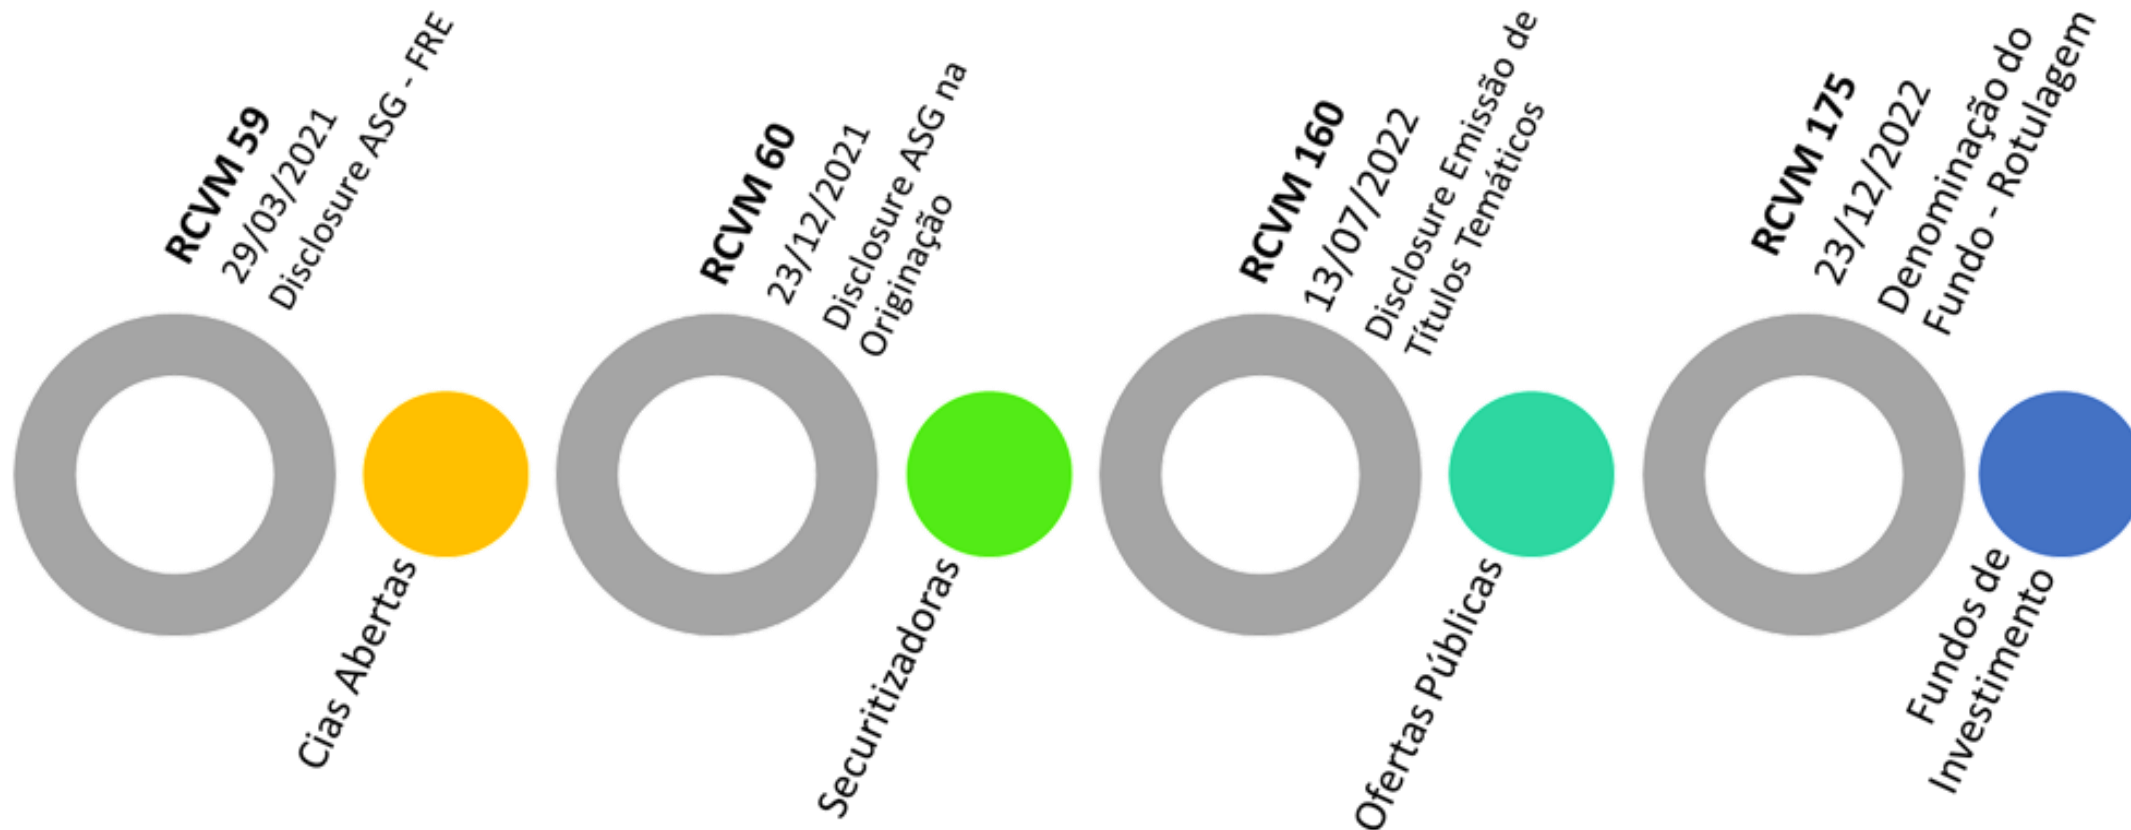 RCVM 59
29/03/2021
Disclosure ASG - FRE
Cias Abertas
RCVM 60
23/12/2021
Disclosure ASG na
Originação
Securitizadoras
RCVM 160
13/07/2022
Disclosure Emissão de
Títulos Temáticos
Ofertas Públicas
RCVM 175
23/12/2022
Denominação do
Fundo - Rotulagem
Fundos de
Investimento